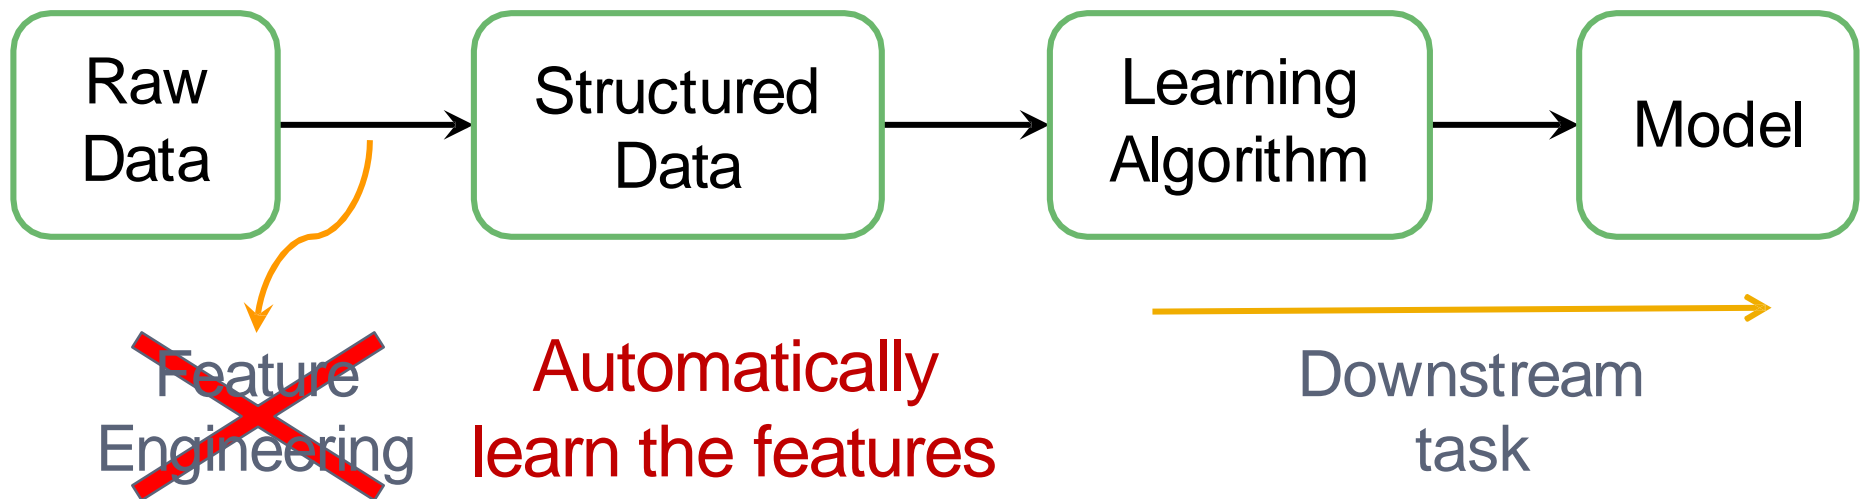 Raw
Data
Structured
Data
Learning
Algorithm
Model
Feature
Engineering
Automatically
learn the features
Downstream
task